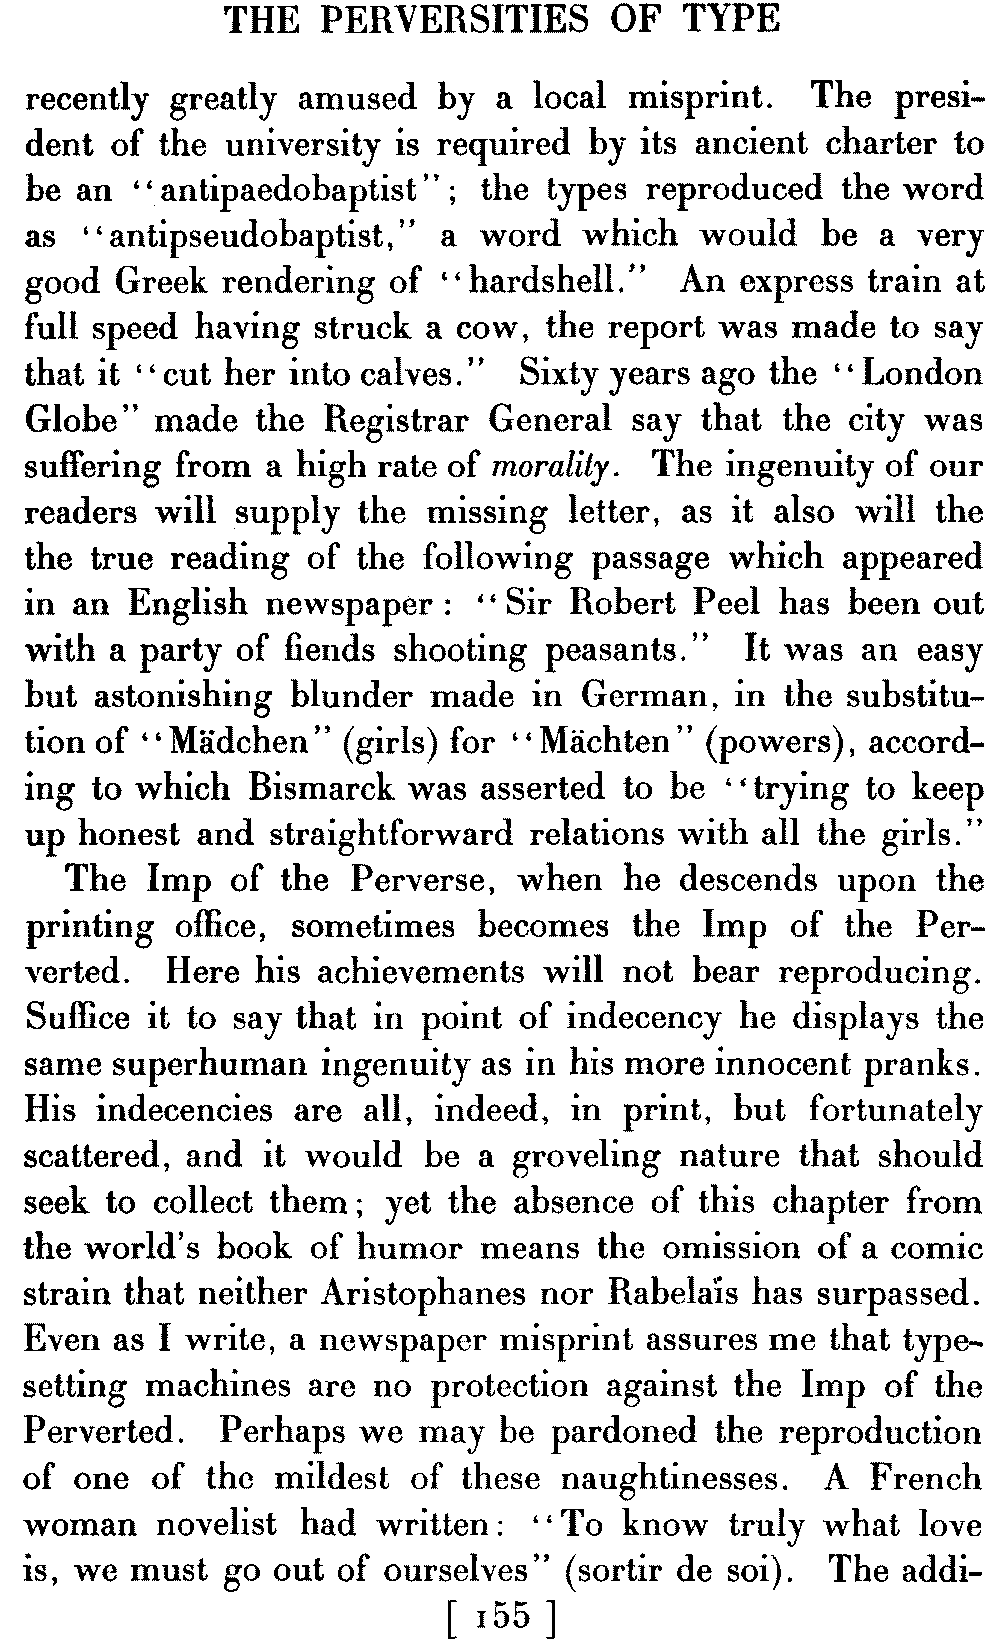 THE PERVERSITIES OF TYPE
recently greatly amused by a local misprint. The presi-
dent of the university is required by its ancient charter to
be an "antipaedobaptist"; the types reproduced the word
as "antipseudobaptist," a word which would be a very
good Greek rendering of "hardshell." An express train at
full speed having struck a cow, the report was made to say
that it "cut her into calves." Sixty years ago the "London
Globe" made the Registrar General say that the city was
suffering from a high rate of morality. The ingenuity of our
readers will supply the missing letter, as it also will the
the true reading of the following passage which appeared
in an English newspaper: "Sir Robert Peel has been out
with a party of fiends shooting peasants." It was an easy
but astonishing blunder made in German, in the substitu-
tion of "Mädchen" (girls) for "Mächten" (powers), accord-
ing to which Bismarck was asserted to be "trying to keep
up honest and straightforward relations with all the girls."
The Imp of the Perverse, when he descends upon the
printing office, sometimes becomes the Imp of the Per-
verted. Here his achievements will not bear reproducing.
Suffice it to say that in point of indecency he displays the
same superhuman ingenuity as in his more innocent pranks.
His indecencies are all, indeed, in print, but fortunately
scattered, and it would be a groveling nature that should
seek to collect them; yet the absence of this chapter from
the world's book of humor means the omission of a comic
strain that neither Aristophanes nor Rabelaïs has surpassed.
Even as I write, a newspaper misprint assures me that type-
setting machines are no protection against the Imp of the
Perverted. Perhaps we may be pardoned the reproduction
of one of the mildest of these naughtinesses. A French
woman novelist had written: "To know truly what love
is, we must go out of ourselves" (sortir de soi). The addi-
[ 155 ]